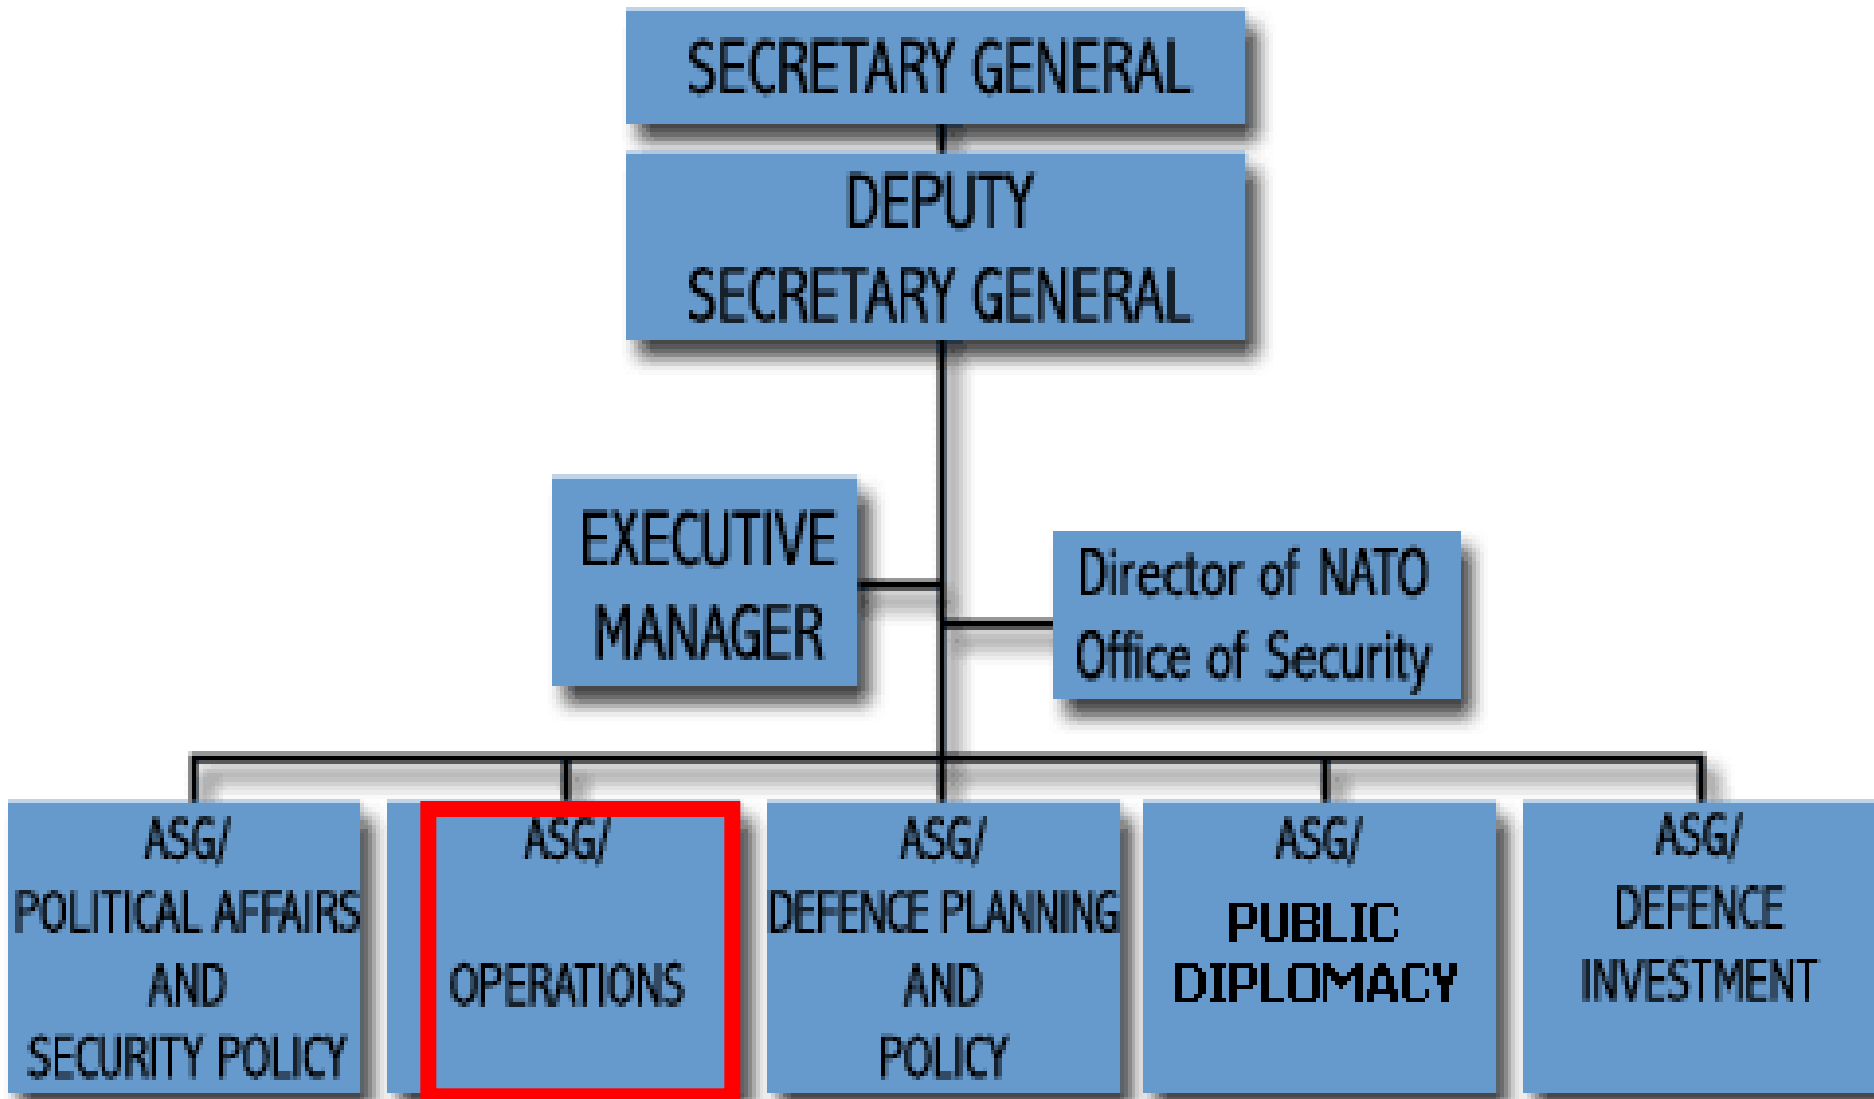 SECRETARY GENERAL
DEPUTY
SECRETARY GENERAL
EXECUTIVE
MANAGER
Director of NATO
Office of Security
ASG/
POLITICAL AFFAIRS
AND
SECURITY POLICY
ASG/
OPERATIONS
ASG/
DEFENCE PLANNING
AND
POLICY
ASG/
PUBLIC
DIPLOMACY
ASG/
DEFENCE
INVESTMENT